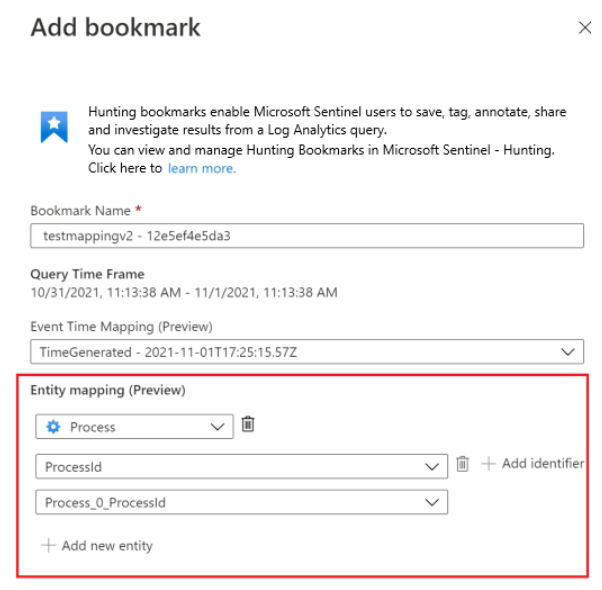 Add bookmark
Hunting bookmarks enable Microsoft Sentinel users to save, tag, annotate, share
and investigate results from a Log Analytics query.
You can view and manage Hunting Bookmarks in Microsoft Sentinel - Hunting.
Click here to learn more.
Bookmark Name *
testmappingv2 - 12e5ef4e5da3
Query Time Frame
10/31/2021, 11:13:38 AM - 11/1/2021, 11:13:38 AM
Event Time Mapping (Preview)
TimeGenerated - 2021-11-01T17:25:15.57Z
Entity mapping (Preview)
Process
ProcessId
Add identifier
Process_0_ProcessId
Add new entity